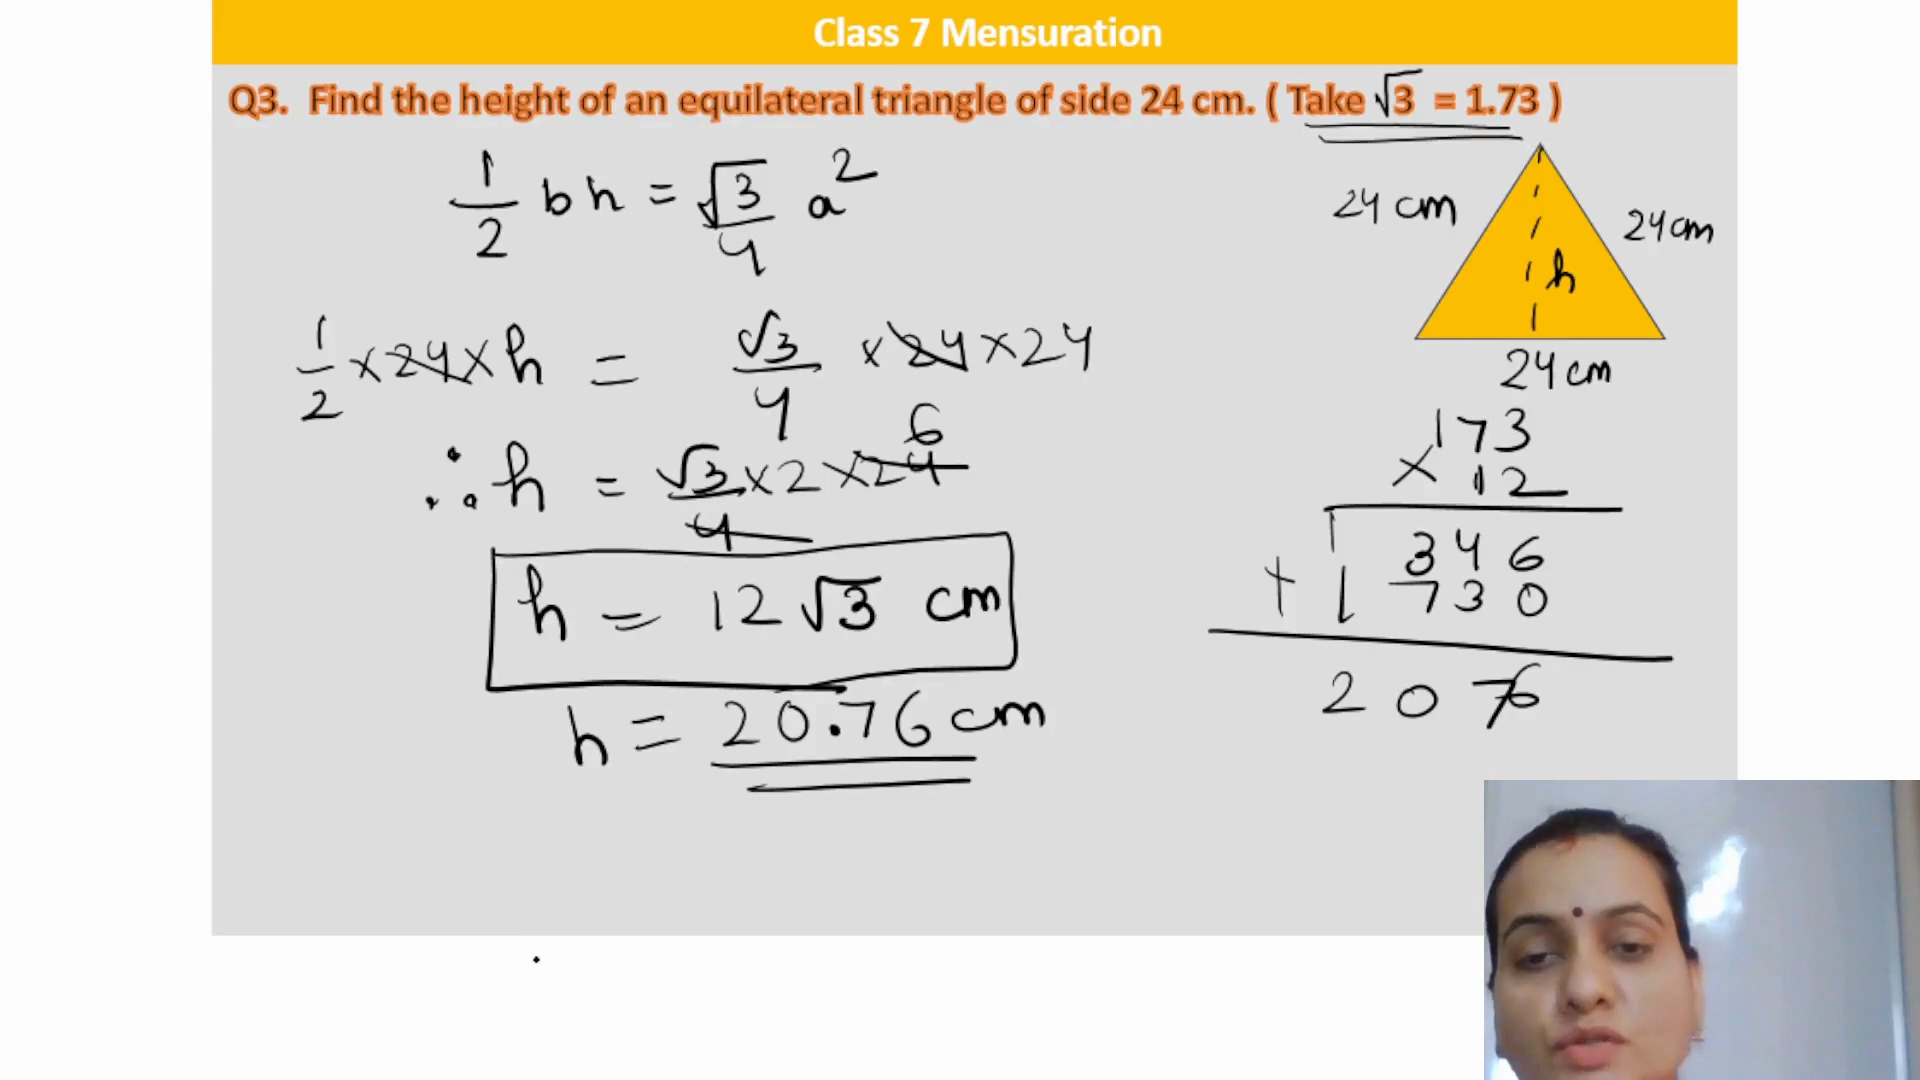 Class 7 Mensuration
Q3. Find the height of an equilateral triangle of side 24 cm. ( Take √3 = 1.73 )
1/2 bh = √3/4 a²
1/2 × 24 × h = √3/4 × 24 × 24
6
∴ h = √3/4 × 2 × 24
h = 12 √3 cm
h = 20.76 cm
24 cm
24 cm
h
24 cm
173
× 12
346
+ 1730
2076